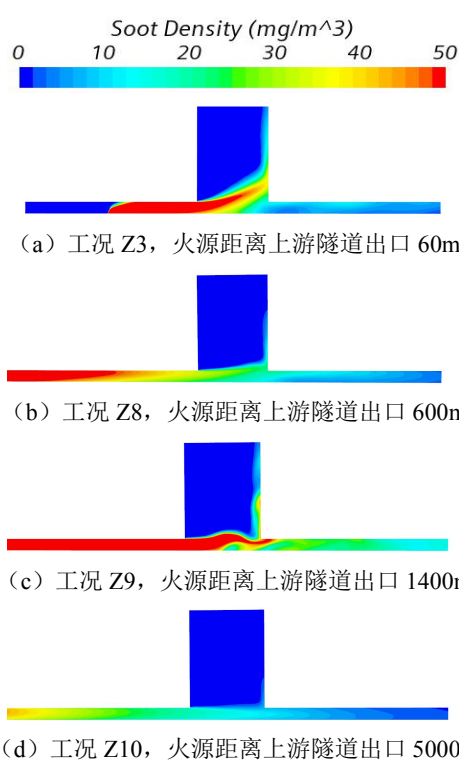 Soot Density (mg/m^3)
0 10 20 30 40 50
（a）工况 Z3，火源距离上游隧道出口 60m
（b）工况 Z8，火源距离上游隧道出口 600m
（c）工况 Z9，火源距离上游隧道出口 1400m
（d）工况 Z10，火源距离上游隧道出口 5000